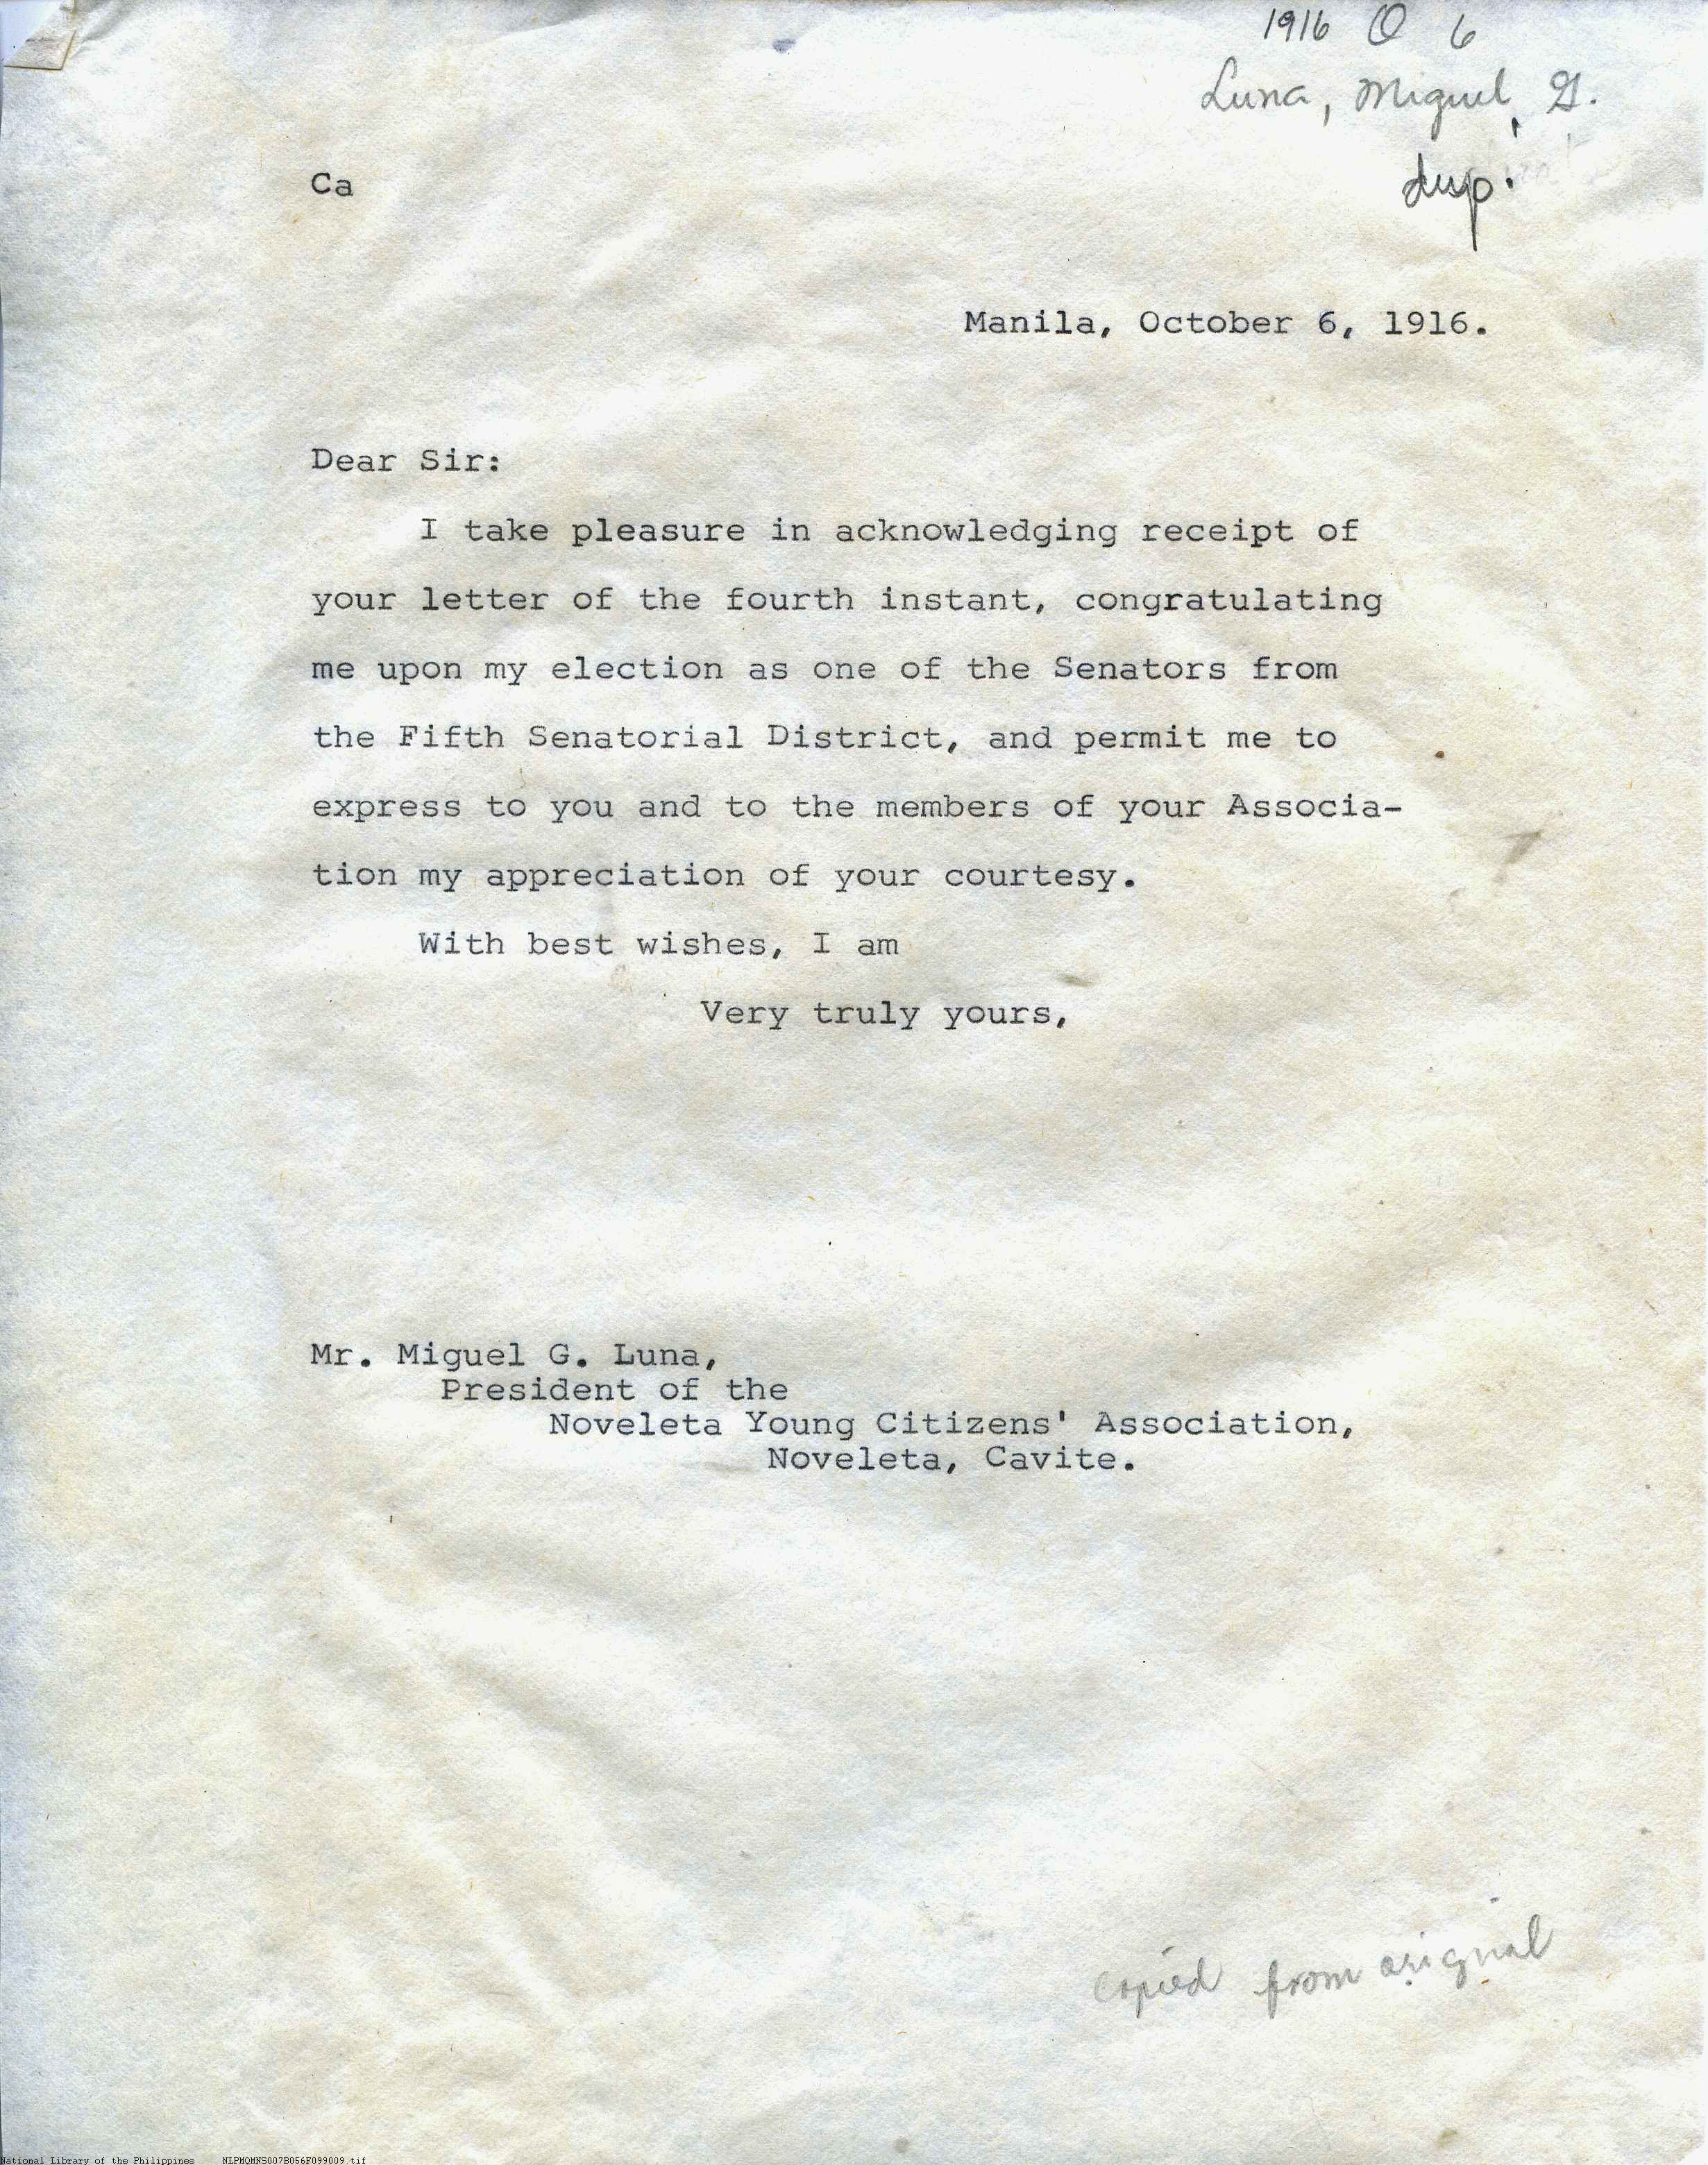 1916 O 6
Luna, Miguel, G.
dup.
Ca
Manila, October 6, 1916.
Dear Sir:
I take pleasure in acknowledging receipt of
your letter of the fourth instant, congratulating
me upon my election as one of the Senators from
the Fifth Senatorial District, and permit me to
express to you and to the members of your Associa-
tion my appreciation of your courtesy.
With best wishes, I am
Very truly yours,
Mr. Miguel G. Luna,
President of the
Noveleta Young Citizens' Association,
Noveleta, Cavite.
copied from original
National Library of the Philippines NLPMQMNS007B056F099009.tif